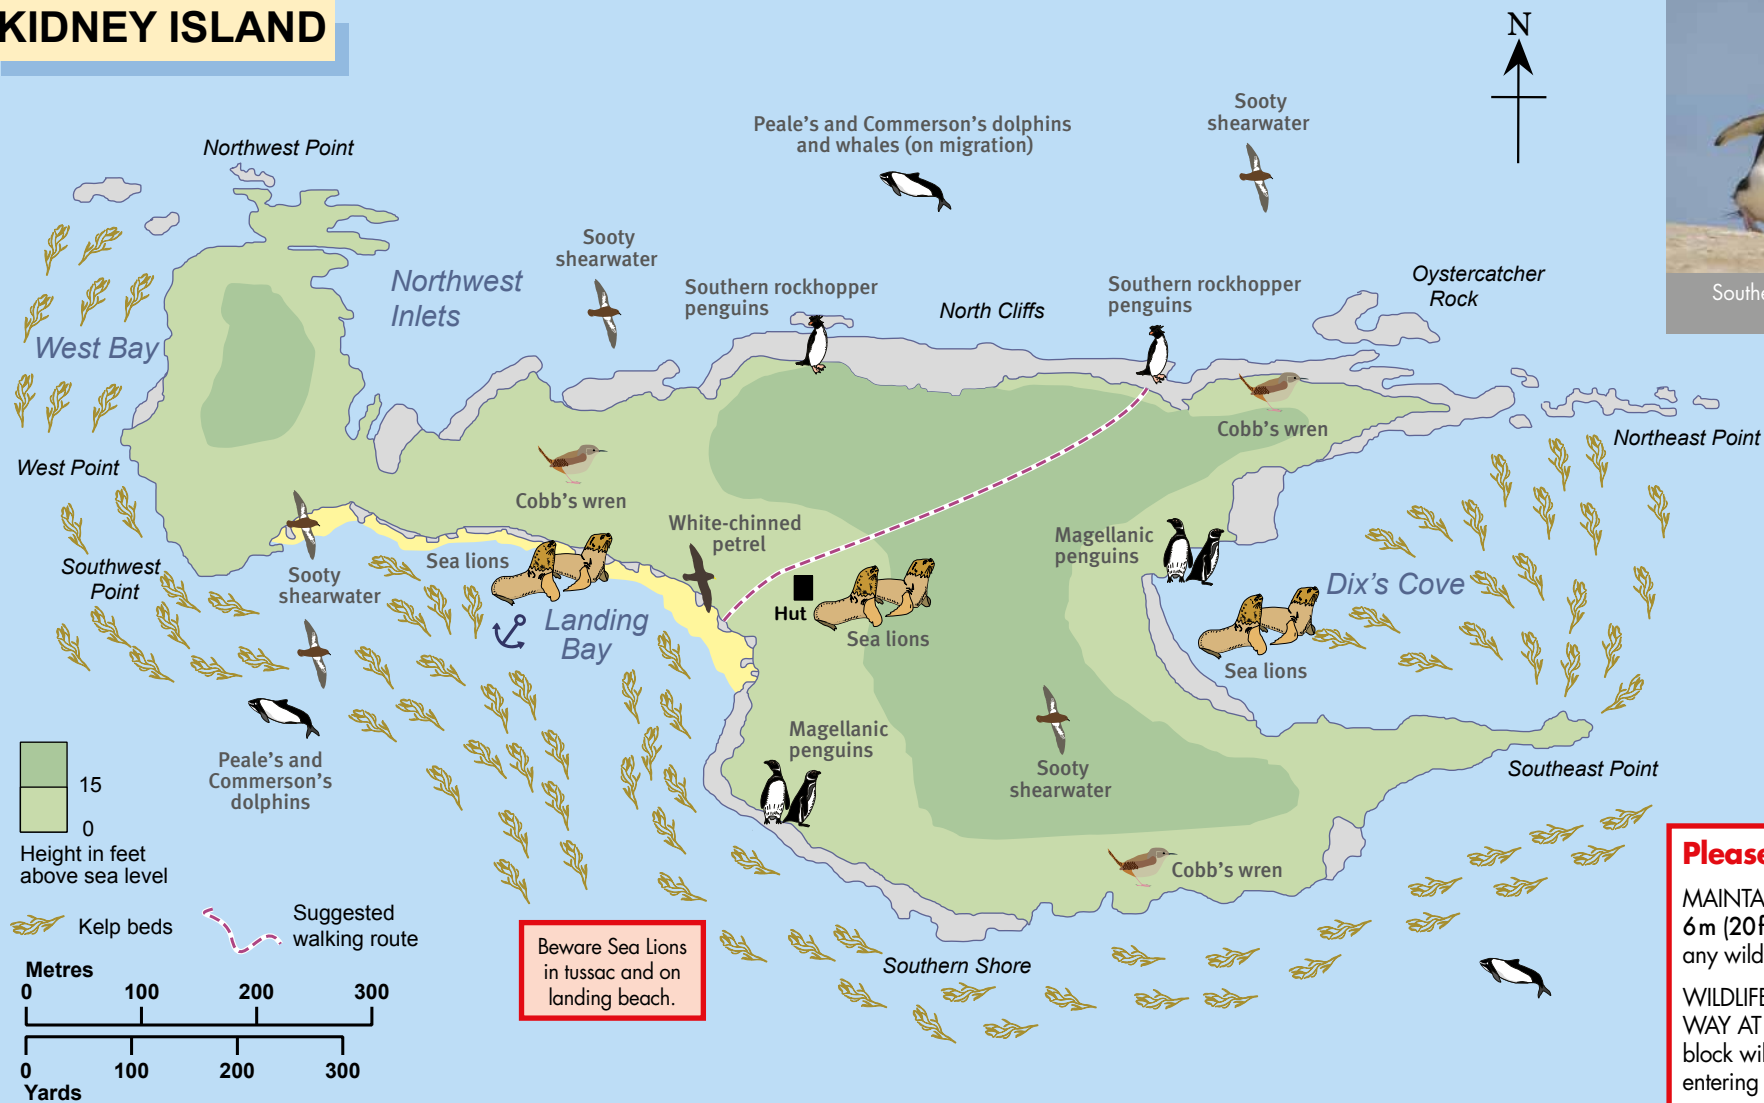 KIDNEY ISLAND
N
Northwest Point
Peale's and Commerson's dolphins
and whales (on migration)
Sooty
shearwater
Sooty
shearwater
Northwest
Inlets
Southern rockhopper
penguins
North Cliffs
Southern rockhopper
penguins
Oystercatcher
Rock
West Bay
West Point
Cobb's wren
Cobb's wren
Northeast Point
White-chinned
petrel
Magellanic
penguins
Sea lions
Southwest
Point
Sooty
shearwater
Landing
Bay
Hut
Sea lions
Dix's Cove
Sea lions
Peale's and
Commerson's
dolphins
Magellanic
penguins
Sooty
shearwater
Southeast Point
Cobb's wren
Southern Shore
15
0
Height in feet
above sea level
Kelp beds
Suggested
walking route
Metres
0 100 200 300
0 100 200 300
Yards
Beware Sea Lions
in tussac and on
landing beach.
Southe
Please
MAINTA
6m (20f
any wild
WILDLIFE
WAY AT
block wil
entering